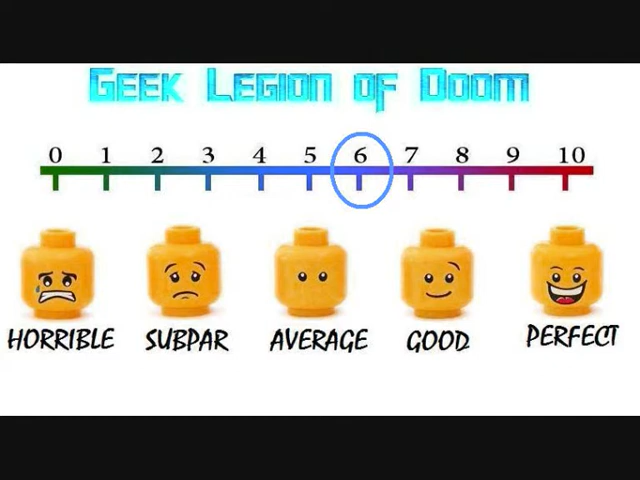 GEEK LEGION OF DOOM
0 1 2 3 4 5 6 7 8 9 10
HORRIBLE SUBPAR AVERAGE GOOD PERFECT